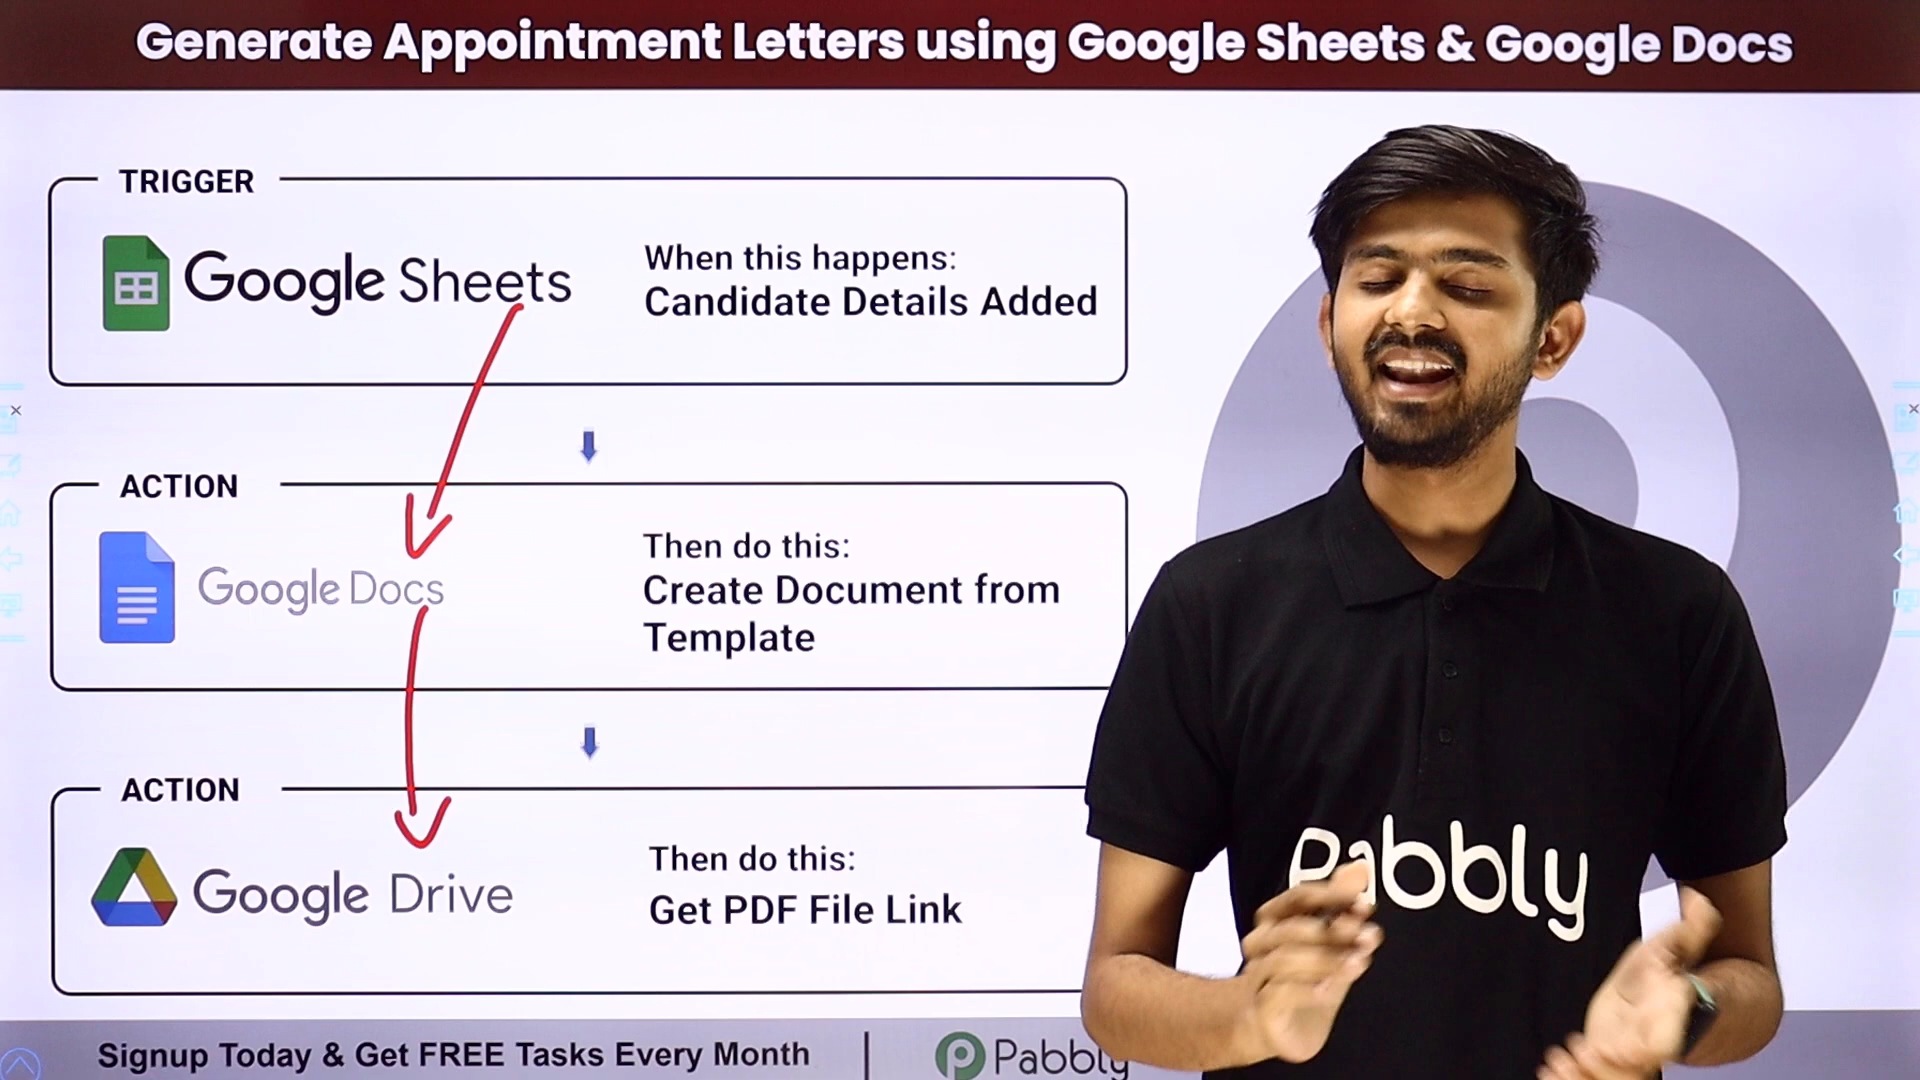 Generate Appointment Letters using Google Sheets & Google Docs
TRIGGER
Google Sheets
When this happens:
Candidate Details Added
ACTION
Google Docs
Then do this:
Create Document from
Template
ACTION
Google Drive
Then do this:
Get PDF File Link
Pabbly
Signup Today & Get FREE Tasks Every Month
Pabbly